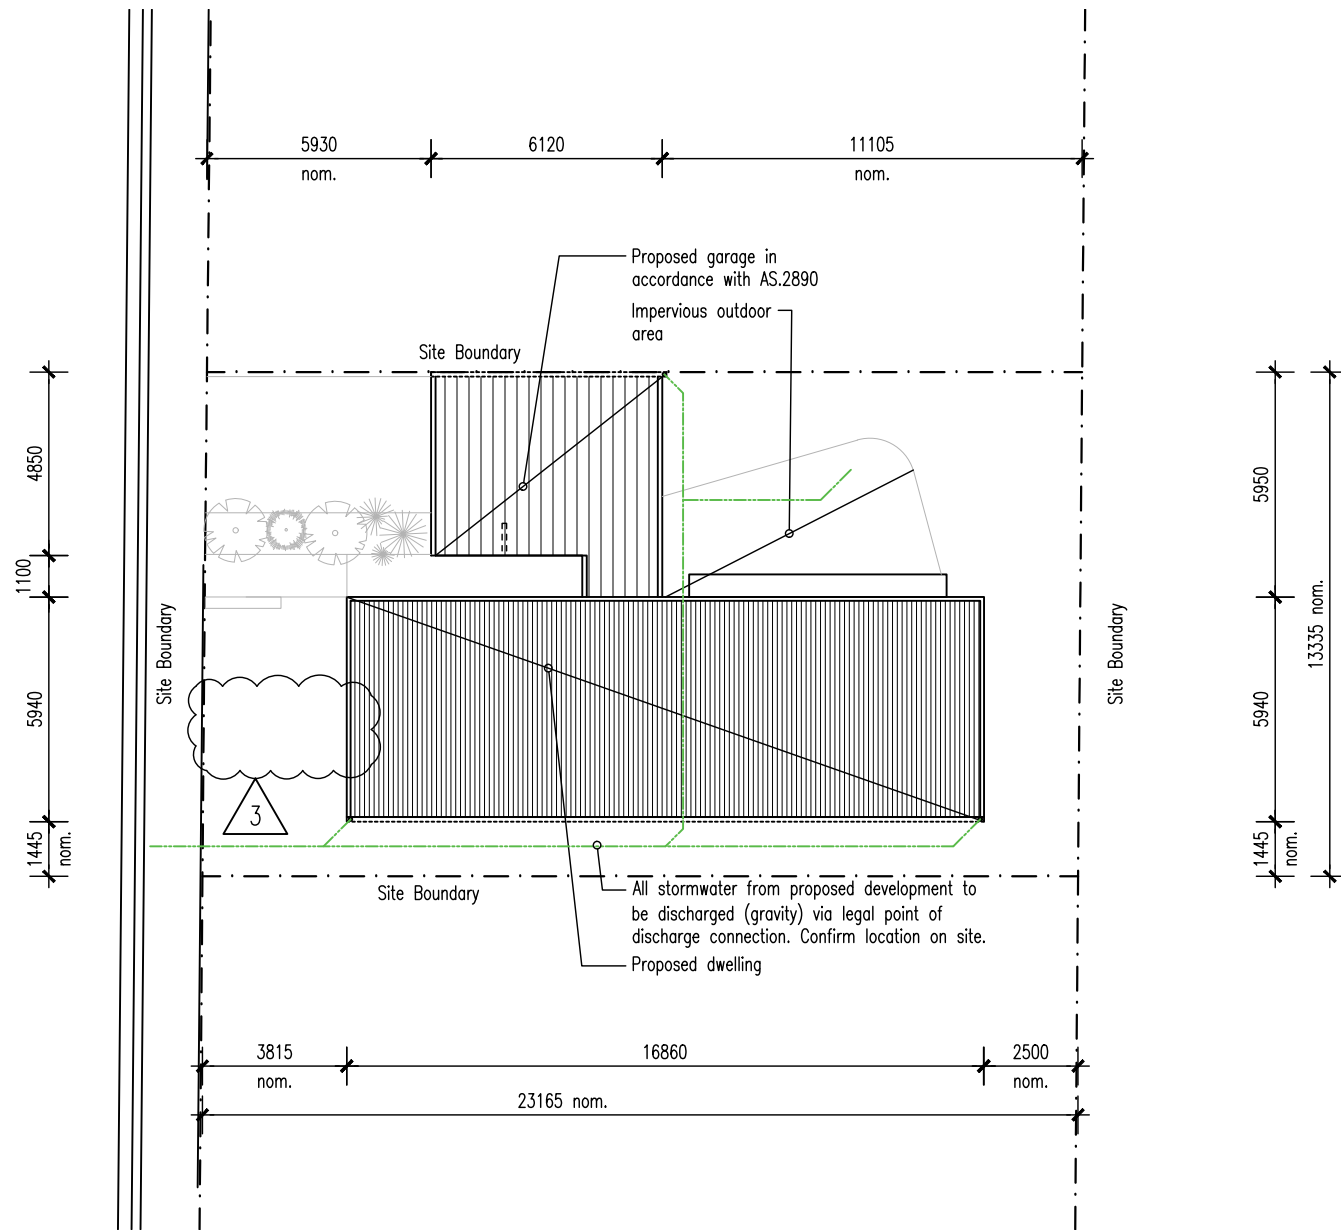 5930
nom.
6120
11105
nom.
Proposed garage in
accordance with AS.2890
Impervious outdoor
area
Site Boundary
4850
1100
5940
1445
nom.
Site Boundary
5950
5940
1445
nom.
13335 nom.
Site Boundary
3
Site Boundary
All stormwater from proposed development to
be discharged (gravity) via legal point of
discharge connection. Confirm location on site.
Proposed dwelling
3815
nom.
16860
2500
nom.
23165 nom.